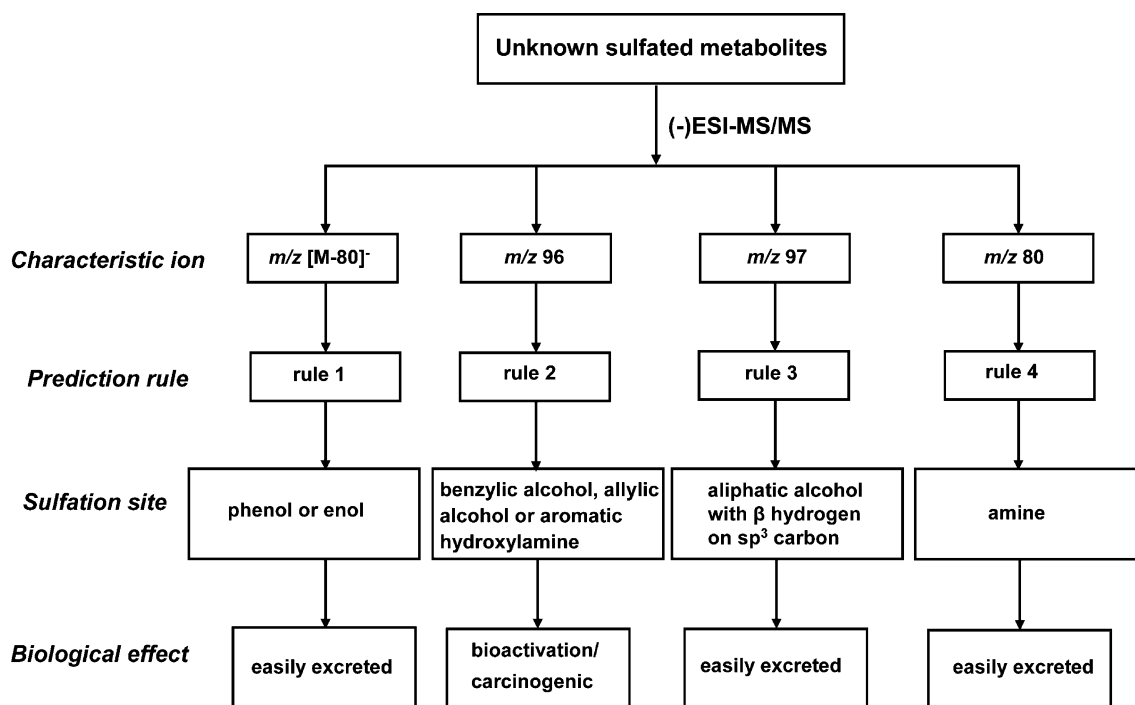 Unknown sulfated metabolites
(-)ESI-MS/MS
Characteristic ion
m/z [M-80]⁻
m/z 96
m/z 97
m/z 80
Prediction rule
rule 1
rule 2
rule 3
rule 4
Sulfation site
phenol or enol
benzylic alcohol, allylic
alcohol or aromatic
hydroxylamine
aliphatic alcohol
with β hydrogen
on sp³ carbon
amine
Biological effect
easily excreted
bioactivation/
carcinogenic
easily excreted
easily excreted